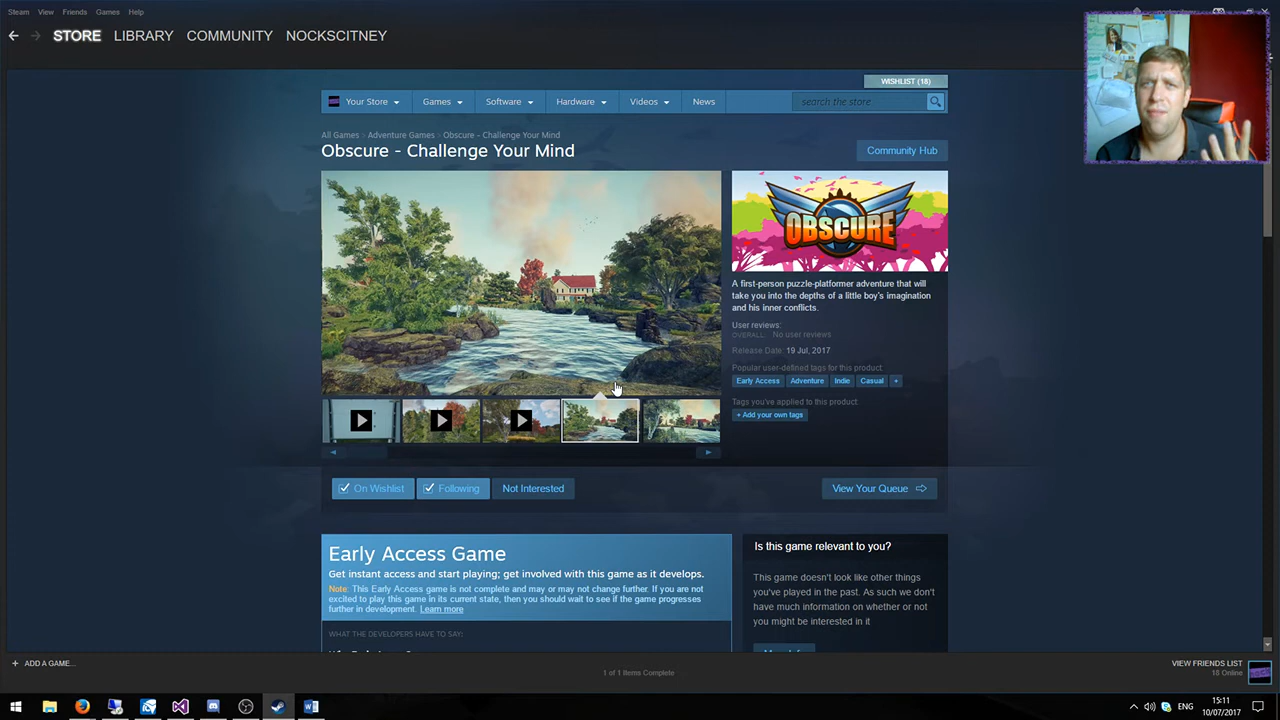 Steam View Friends Games Help
STORE LIBRARY COMMUNITY NOCKSCITNEY
WISHLIST (18)
Your Store Games Software Hardware Videos News search the store
All Games > Adventure Games > Obscure - Challenge Your Mind
Obscure - Challenge Your Mind
Community Hub
OBSCURE
A first-person puzzle-platformer adventure that will
take you into the depths of a little boy's imagination
and his inner conflicts.
User reviews:
OVERALL: No user reviews
Release Date: 19 Jul, 2017
Popular user-defined tags for this product:
Early Access Adventure Indie Casual +
Tags you've applied to this product:
+ Add your own tags
On Wishlist Following Not Interested View Your Queue
Early Access Game
Get instant access and start playing; get involved with this game as it develops.
Note: This Early Access game is not complete and may or may not change further. If you are
not excited to play this game in its current state, then you should wait to see if the game progresses
further in development. Learn more
WHAT THE DEVELOPERS HAVE TO SAY:
Is this game relevant to you?
This game doesn't look like other things
you've played in the past. As such we don't
have much information on whether or not
you might be interested in it
+ ADD A GAME...
1 of 1 Items Complete
VIEW FRIENDS LIST
18 Online
ENG
15:11
10/07/2017